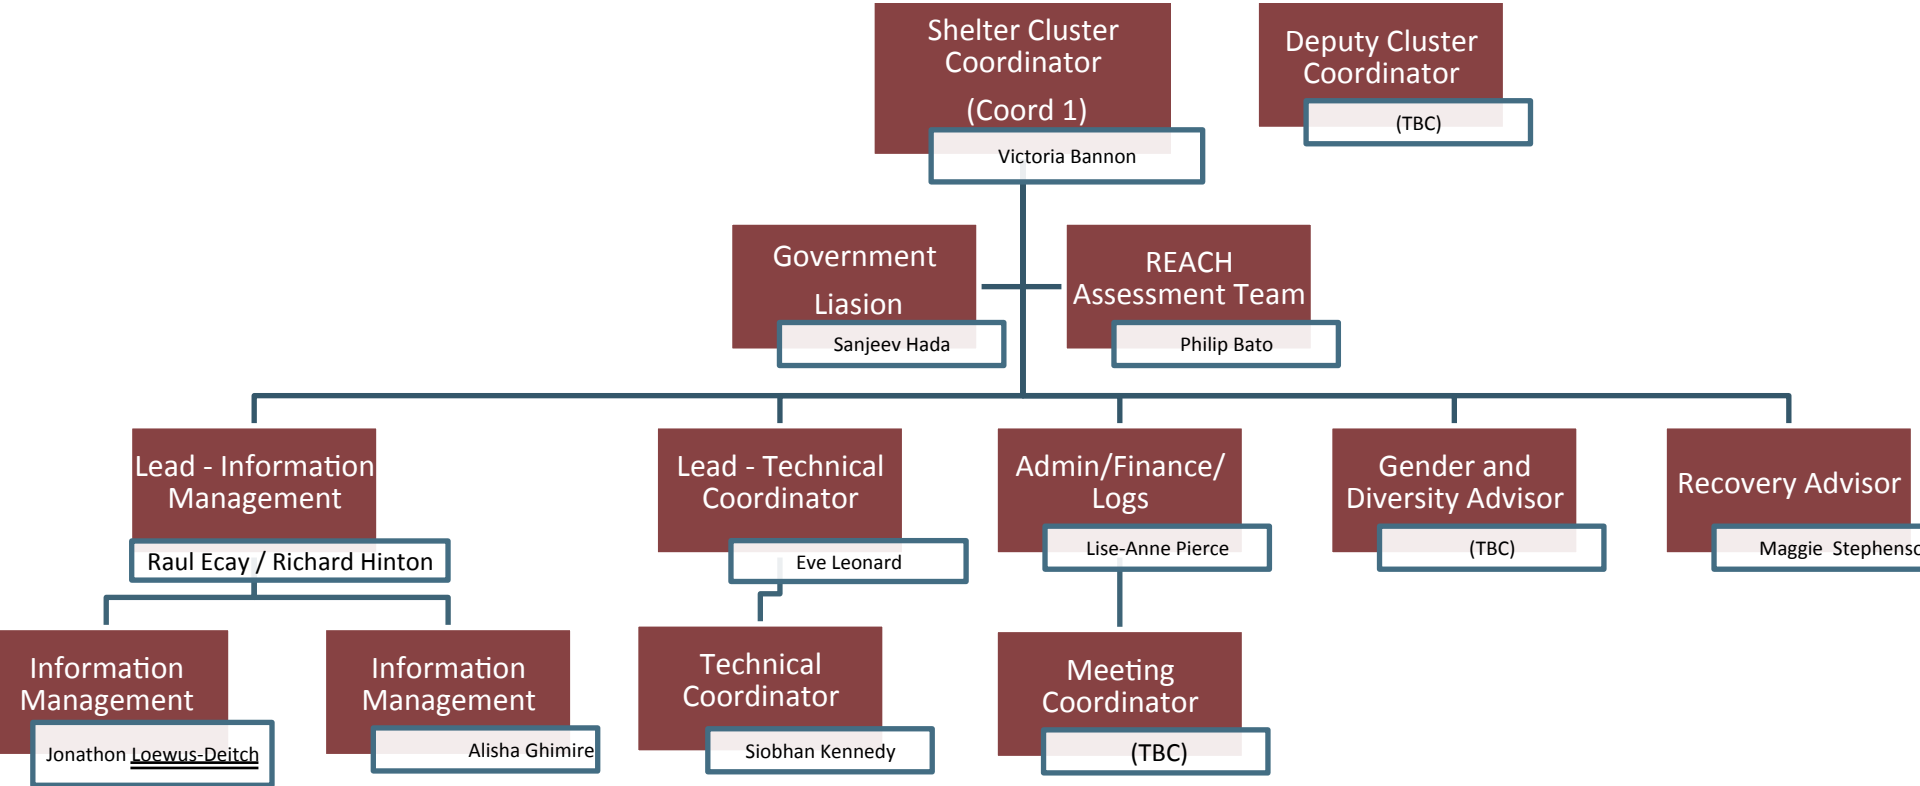 Shelter Cluster
Coordinator
(Coord 1)
Victoria Bannon
Deputy Cluster
Coordinator
(TBC)
Government
Liasion
Sanjeev Hada
REACH
Assessment Team
Philip Bato
Lead - Information
Management
Raul Ecay / Richard Hinton
Lead - Technical
Coordinator
Eve Leonard
Admin/Finance/
Logs
Lise-Anne Pierce
Gender and
Diversity Advisor
(TBC)
Recovery Advisor
Maggie Stephenso
Information
Management
Jonathon Loewus-Deitch
Information
Management
Alisha Ghimire
Technical
Coordinator
Siobhan Kennedy
Meeting
Coordinator
(TBC)